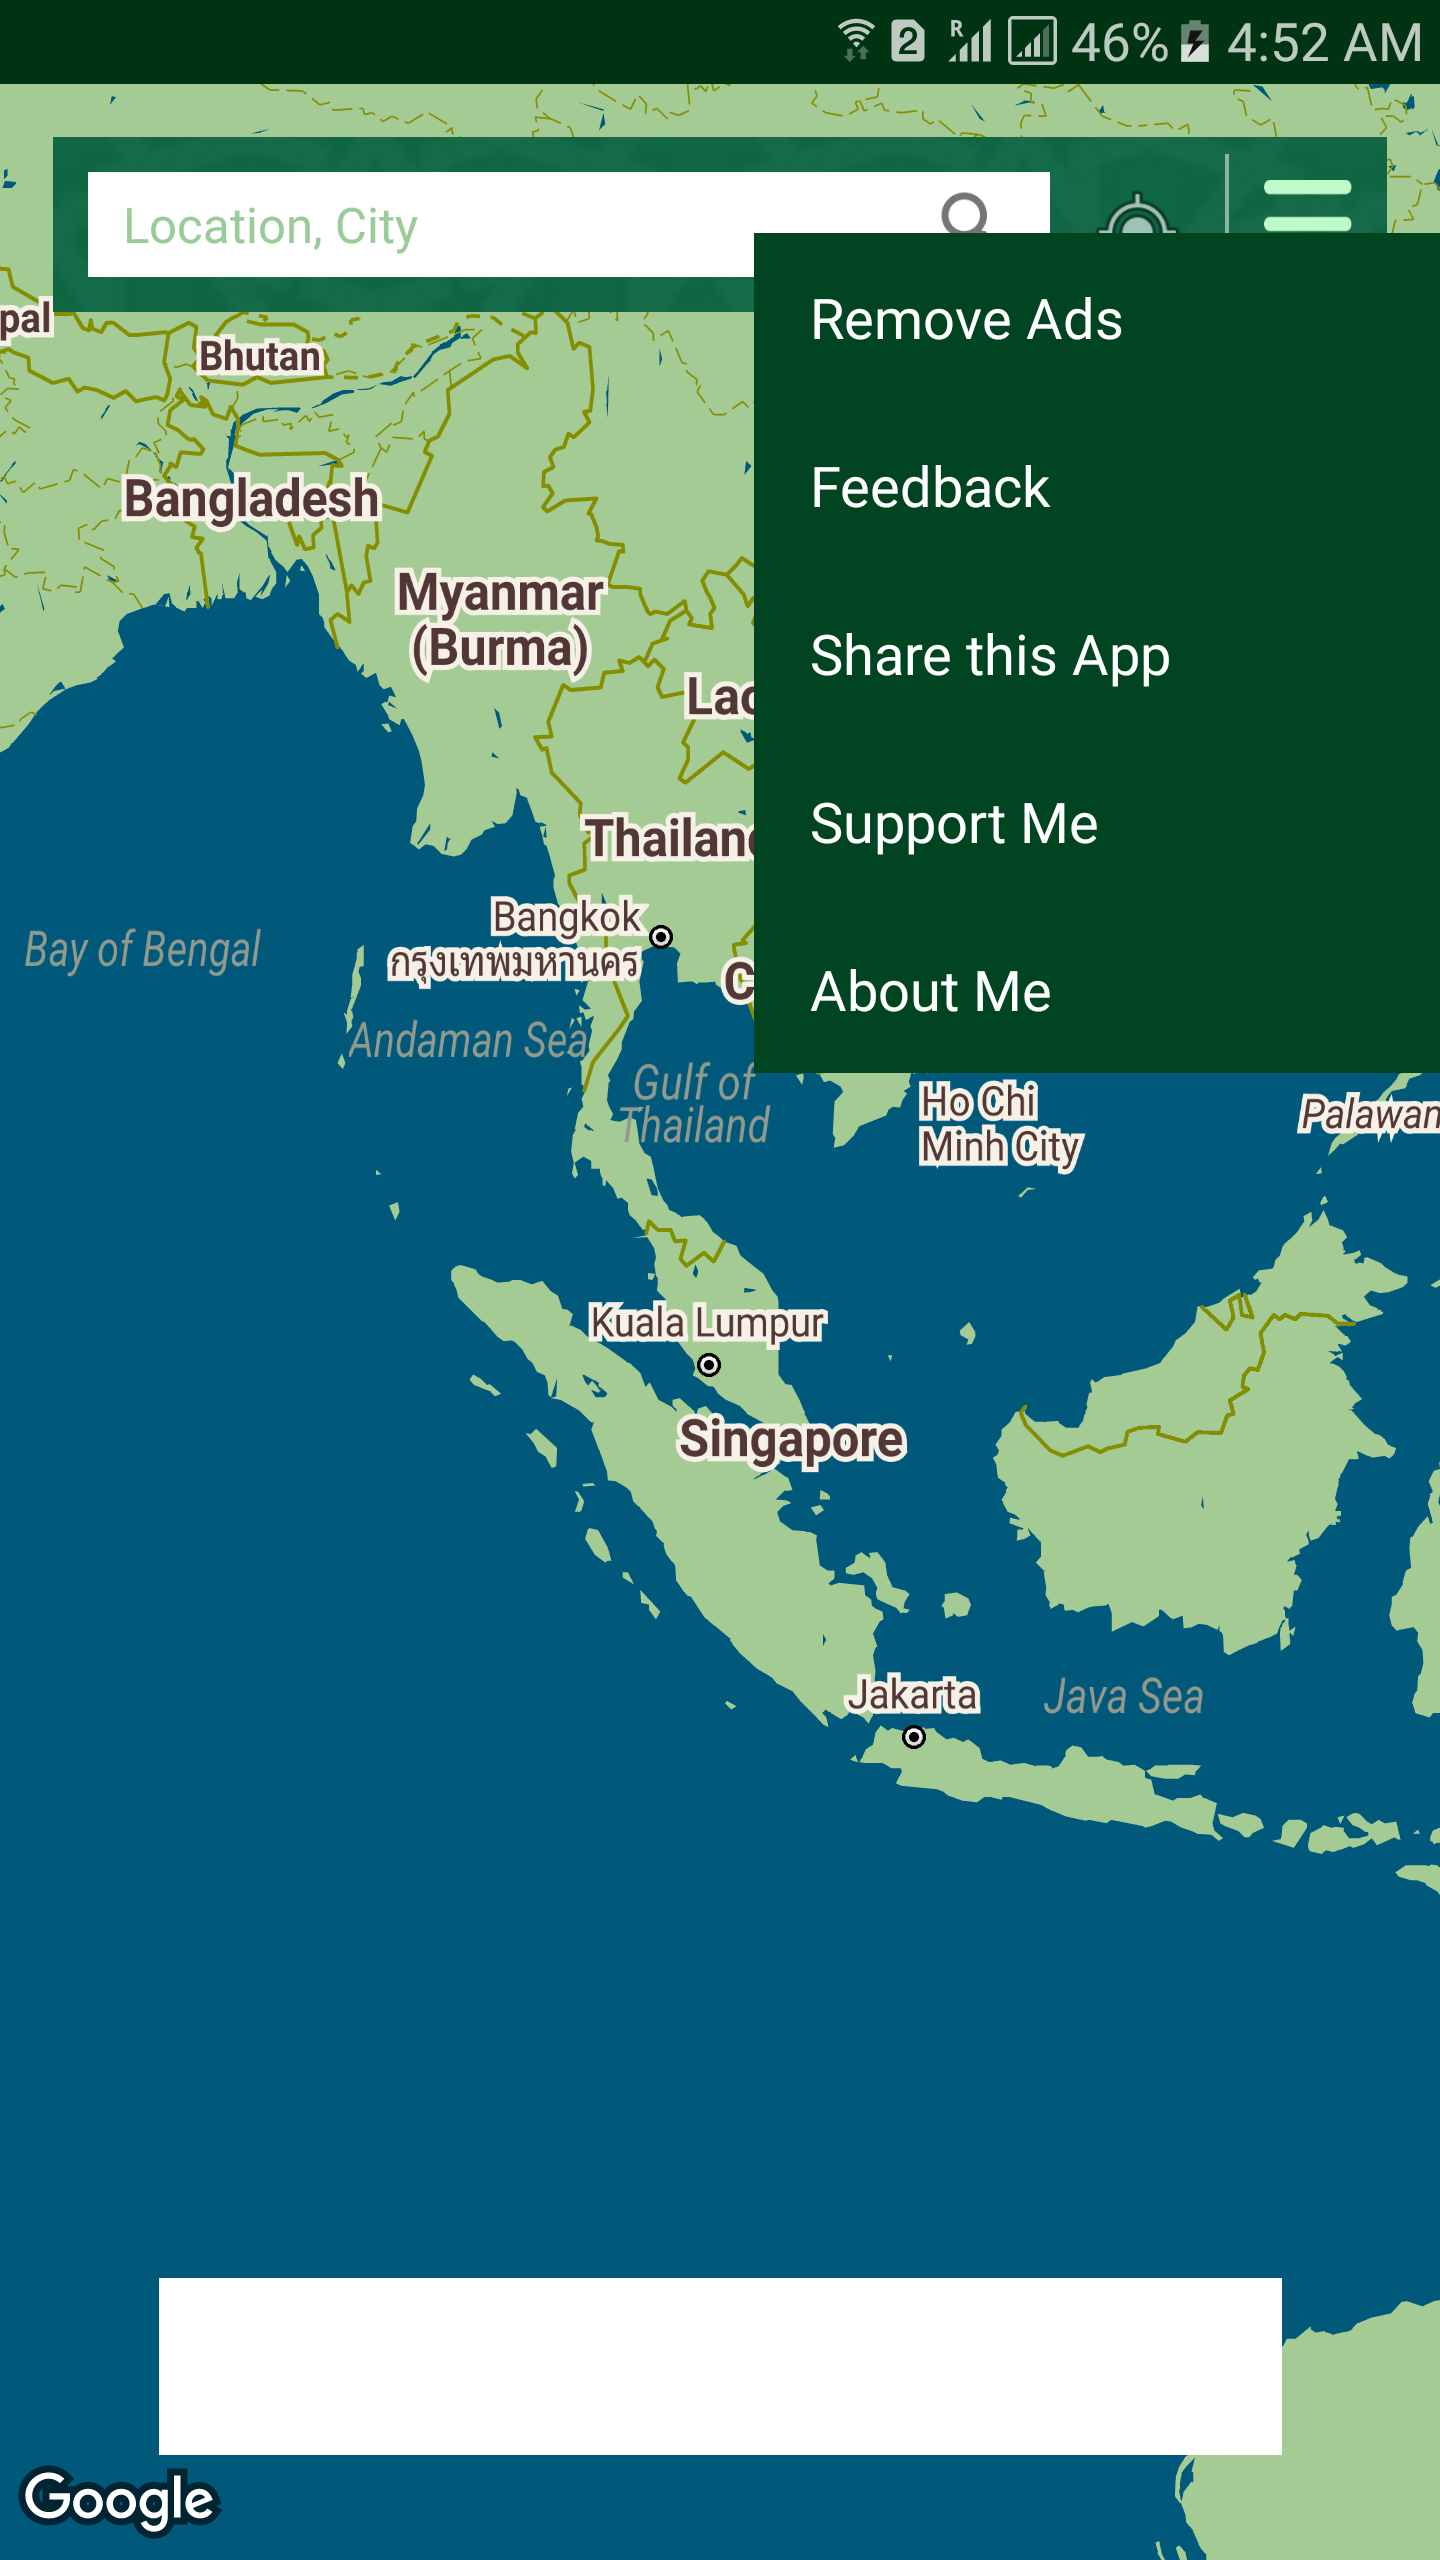 2 R 46% 4:52 AM
Location, City
Remove Ads
Feedback
Share this App
Support Me
About Me
pal
Bhutan
Bangladesh
Myanmar
(Burma)
Lao
Thailand
Bangkok
กรุงเทพมหานคร
C
Bay of Bengal
Andaman Sea
Gulf of
Thailand
Ho Chi
Minh City
Palawan
Kuala Lumpur
Singapore
Jakarta
Java Sea
Google